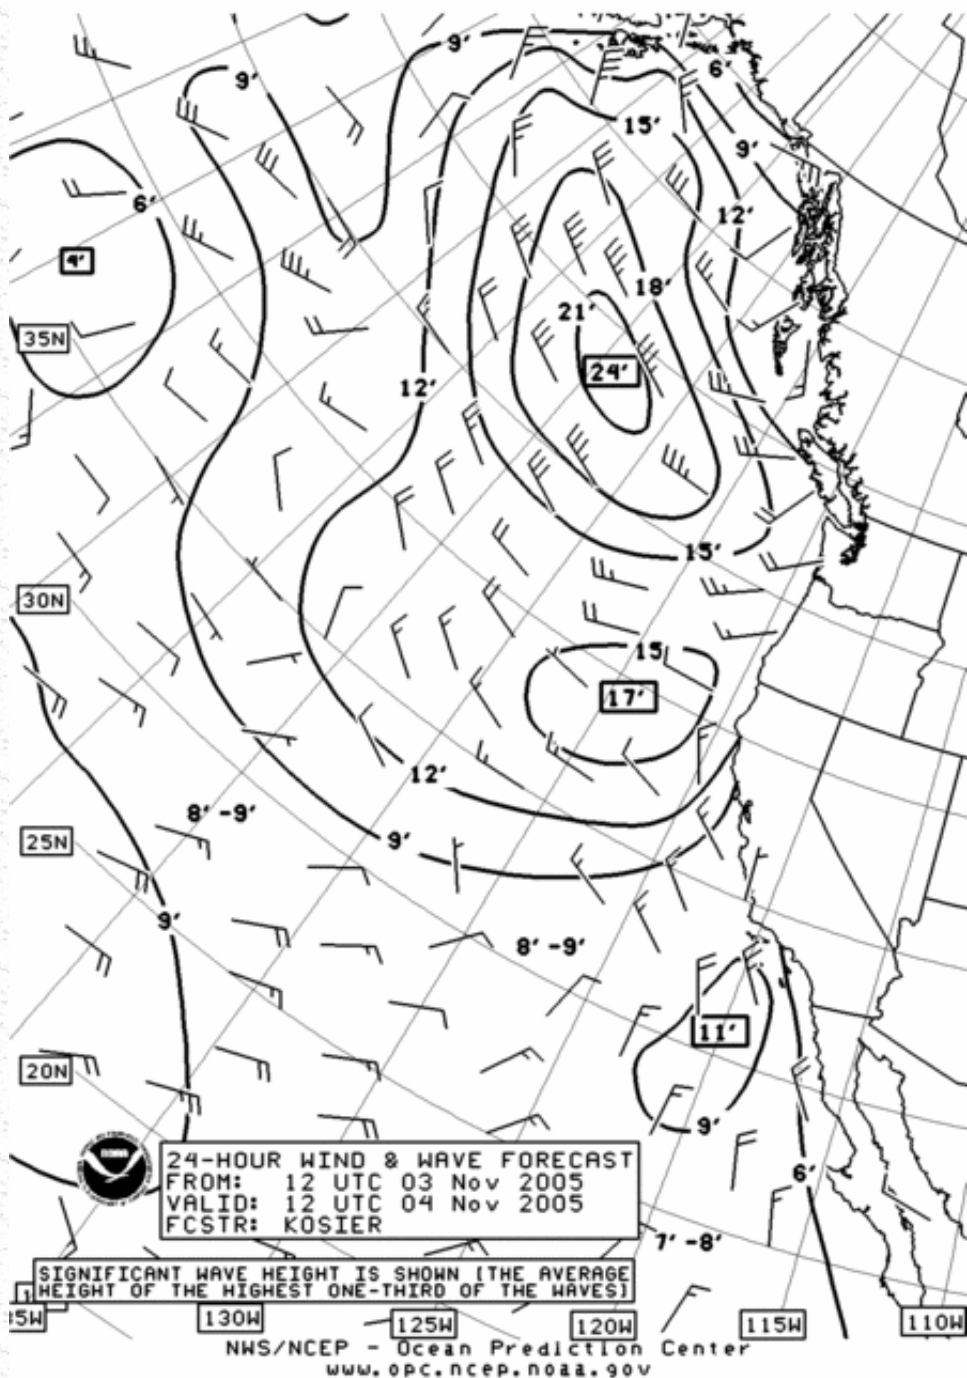 9'
9'
6'
15'
9'
6'
12'
4'
18'
21'
35N
24'
12'
15'
30N
15
17'
12'
8'-9'
25N
9'
9'
8'-9'
11'
20N
9'
noaa
24-HOUR WIND & WAVE FORECAST
FROM: 12 UTC 03 Nov 2005
VALID: 12 UTC 04 Nov 2005
FCSTR: KOSIER
6'
7'-8'
SIGNIFICANT WAVE HEIGHT IS SHOWN [THE AVERAGE
HEIGHT OF THE HIGHEST ONE-THIRD OF THE WAVES]
5W
130W
125W
120W
115W
110W
NWS/NCEP - Ocean Prediction Center
www.opc.ncep.noaa.gov